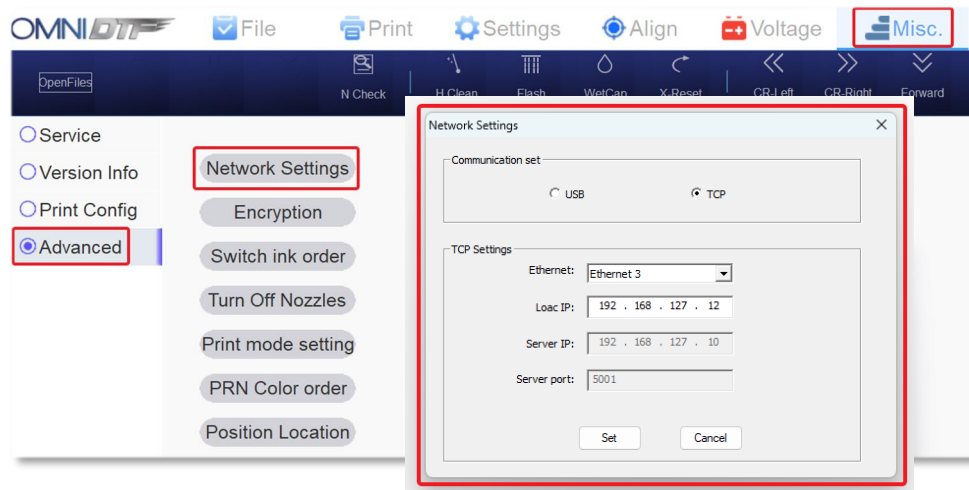 OMNI DTF File Print Settings Align Voltage Misc.
OpenFiles N Check H.Clean Flash WetCap X-Reset CR-Left CR-Right Forward
Service
Version Info
Print Config
Advanced
Network Settings
Encryption
Switch ink order
Turn Off Nozzles
Print mode setting
PRN Color order
Position Location
Network Settings
Communication set
USB TCP
TCP Settings
Ethernet: Ethernet 3
Loac IP: 192 . 168 . 127 . 12
Server IP: 192 . 168 . 127 . 10
Server port: 5001
Set Cancel